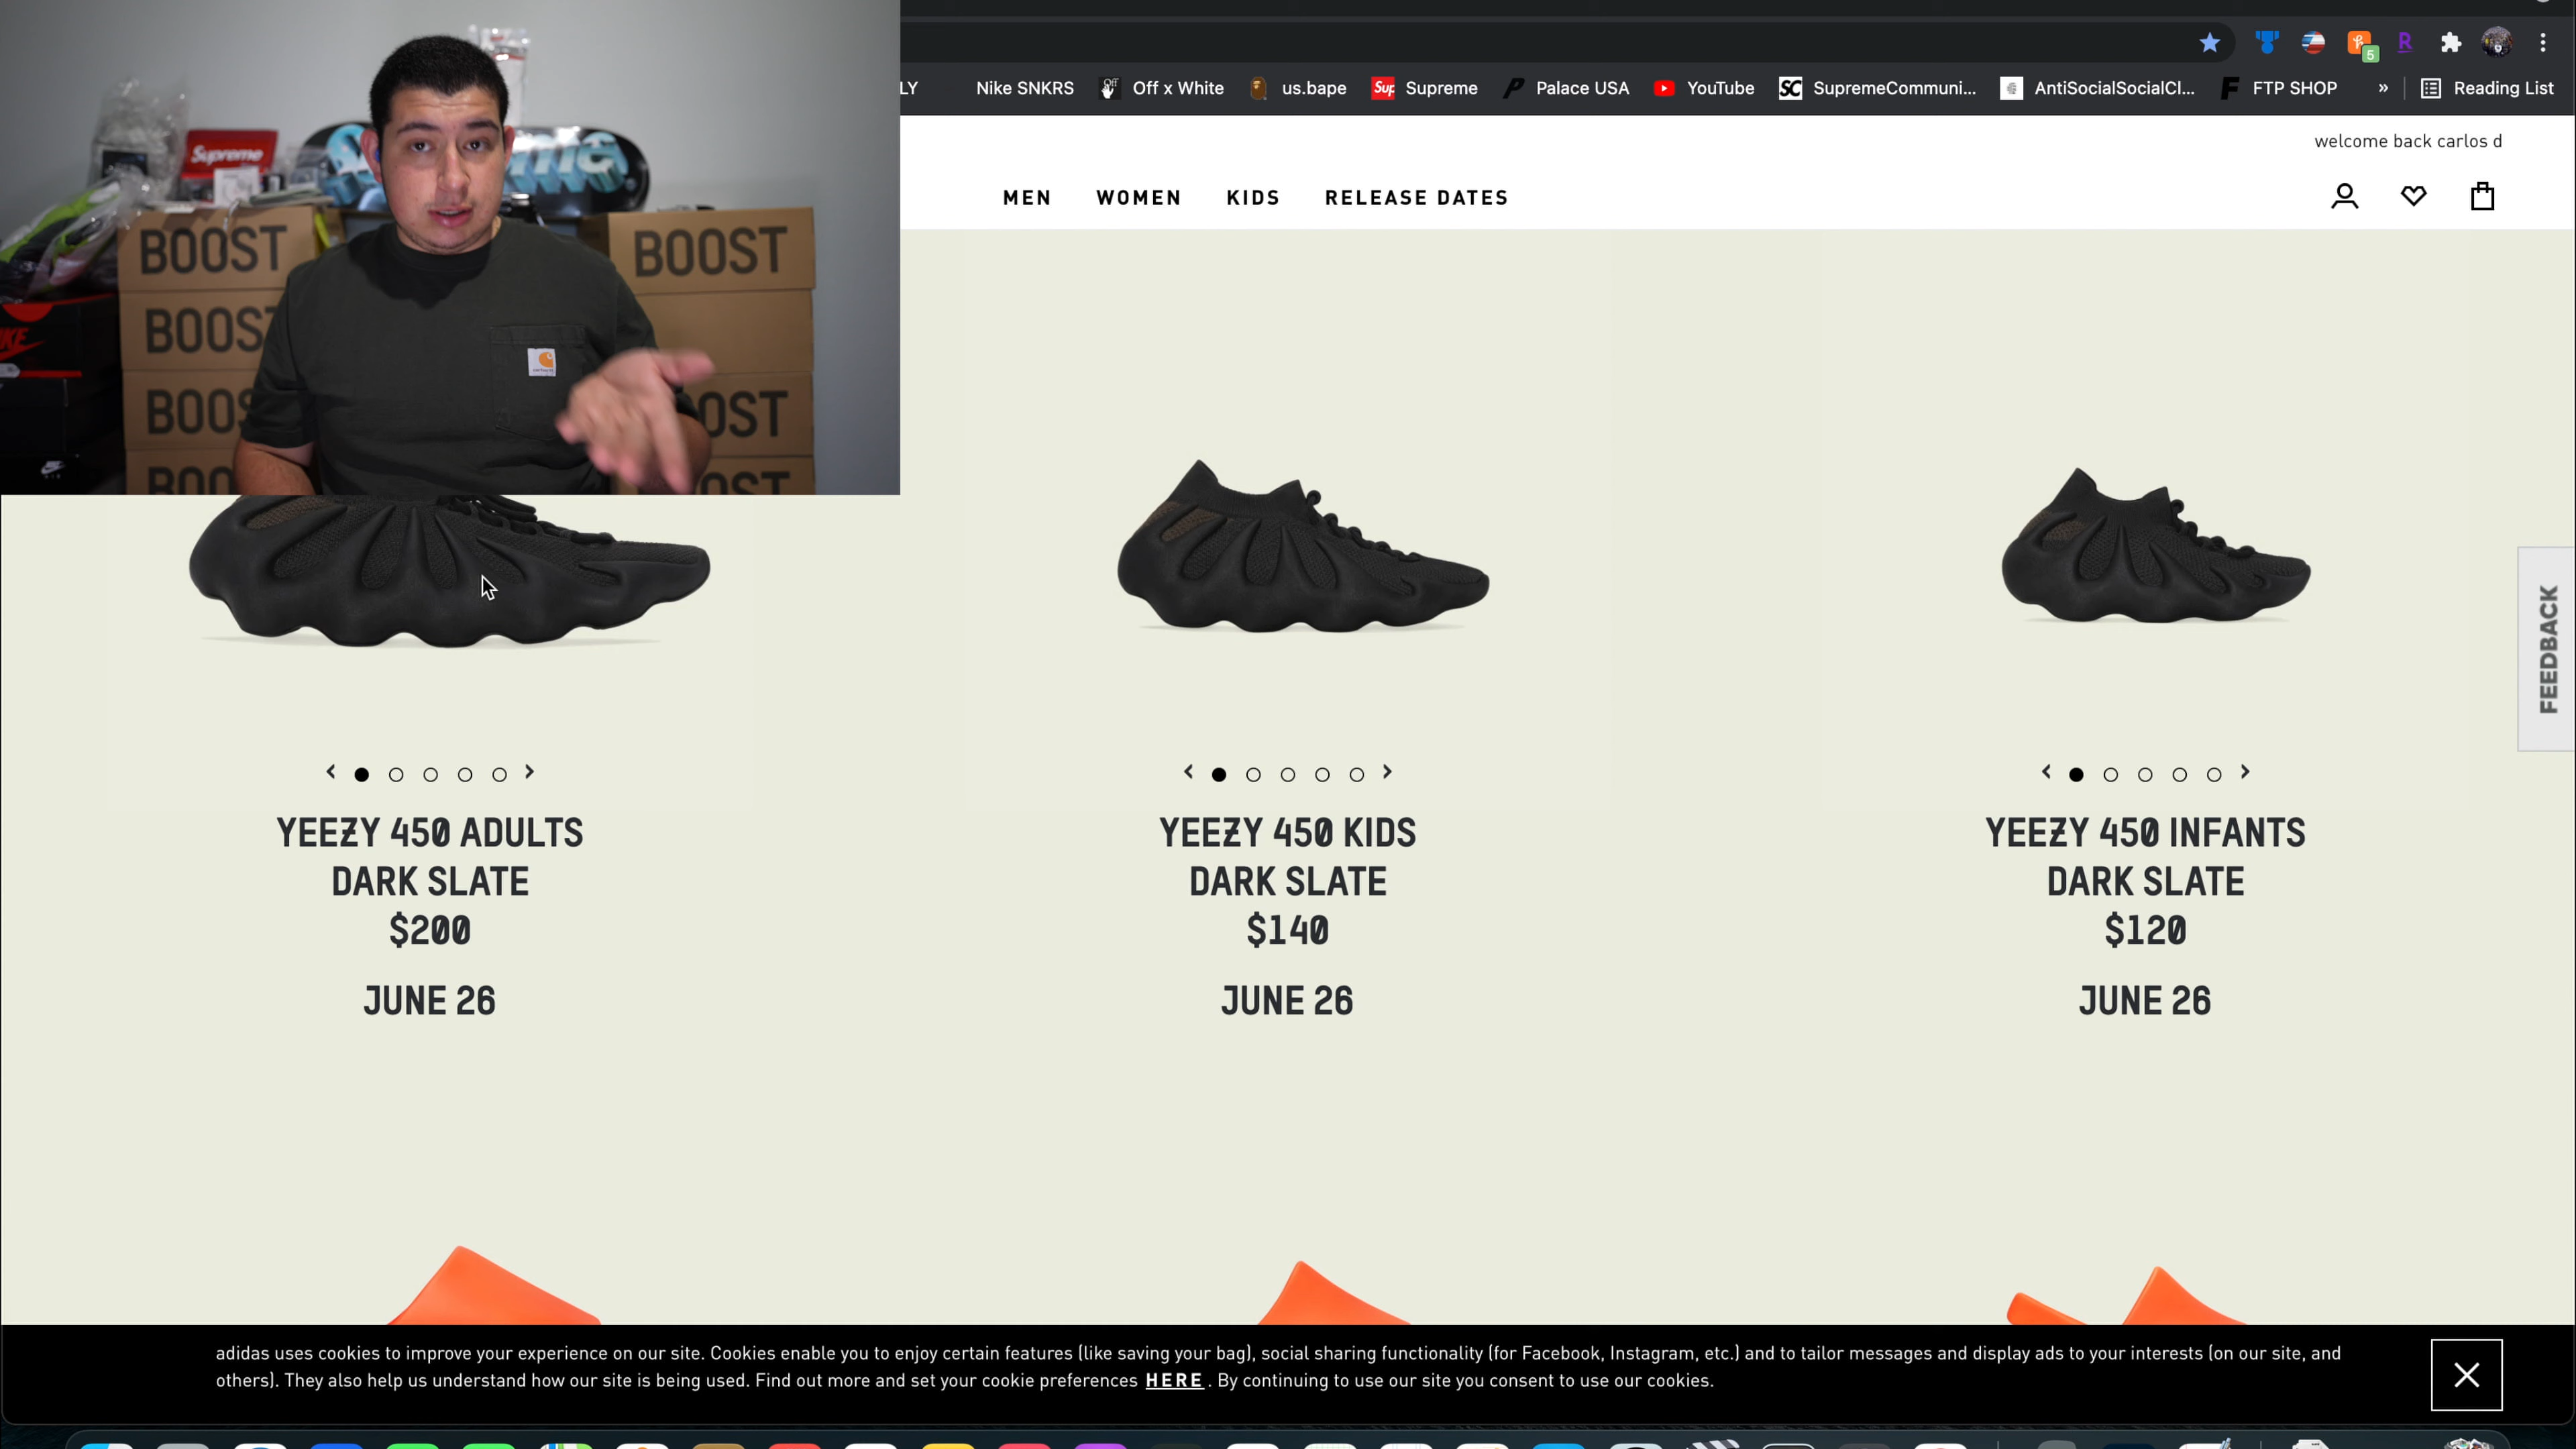 LY Nike SNKRS Off x White us.bape Sup Supreme Palace USA YouTube SC SupremeCommuni... AntiSocialSocialCl... FTP SHOP » Reading List
5
welcome back carlos d
MEN WOMEN KIDS RELEASE DATES
Supreme
BOOST BOOST
BOOS
BOOS OST
BOO OST
FEEDBACK
YEEZY 450 ADULTS
DARK SLATE
$200
JUNE 26
YEEZY 450 KIDS
DARK SLATE
$140
JUNE 26
YEEZY 450 INFANTS
DARK SLATE
$120
JUNE 26
adidas uses cookies to improve your experience on our site. Cookies enable you to enjoy certain features (like saving your bag), social sharing functionality (for Facebook, Instagram, etc.) and to tailor messages and display ads to your interests (on our site, and
others). They also help us understand how our site is being used. Find out more and set your cookie preferences HERE . By continuing to use our site you consent to use our cookies.